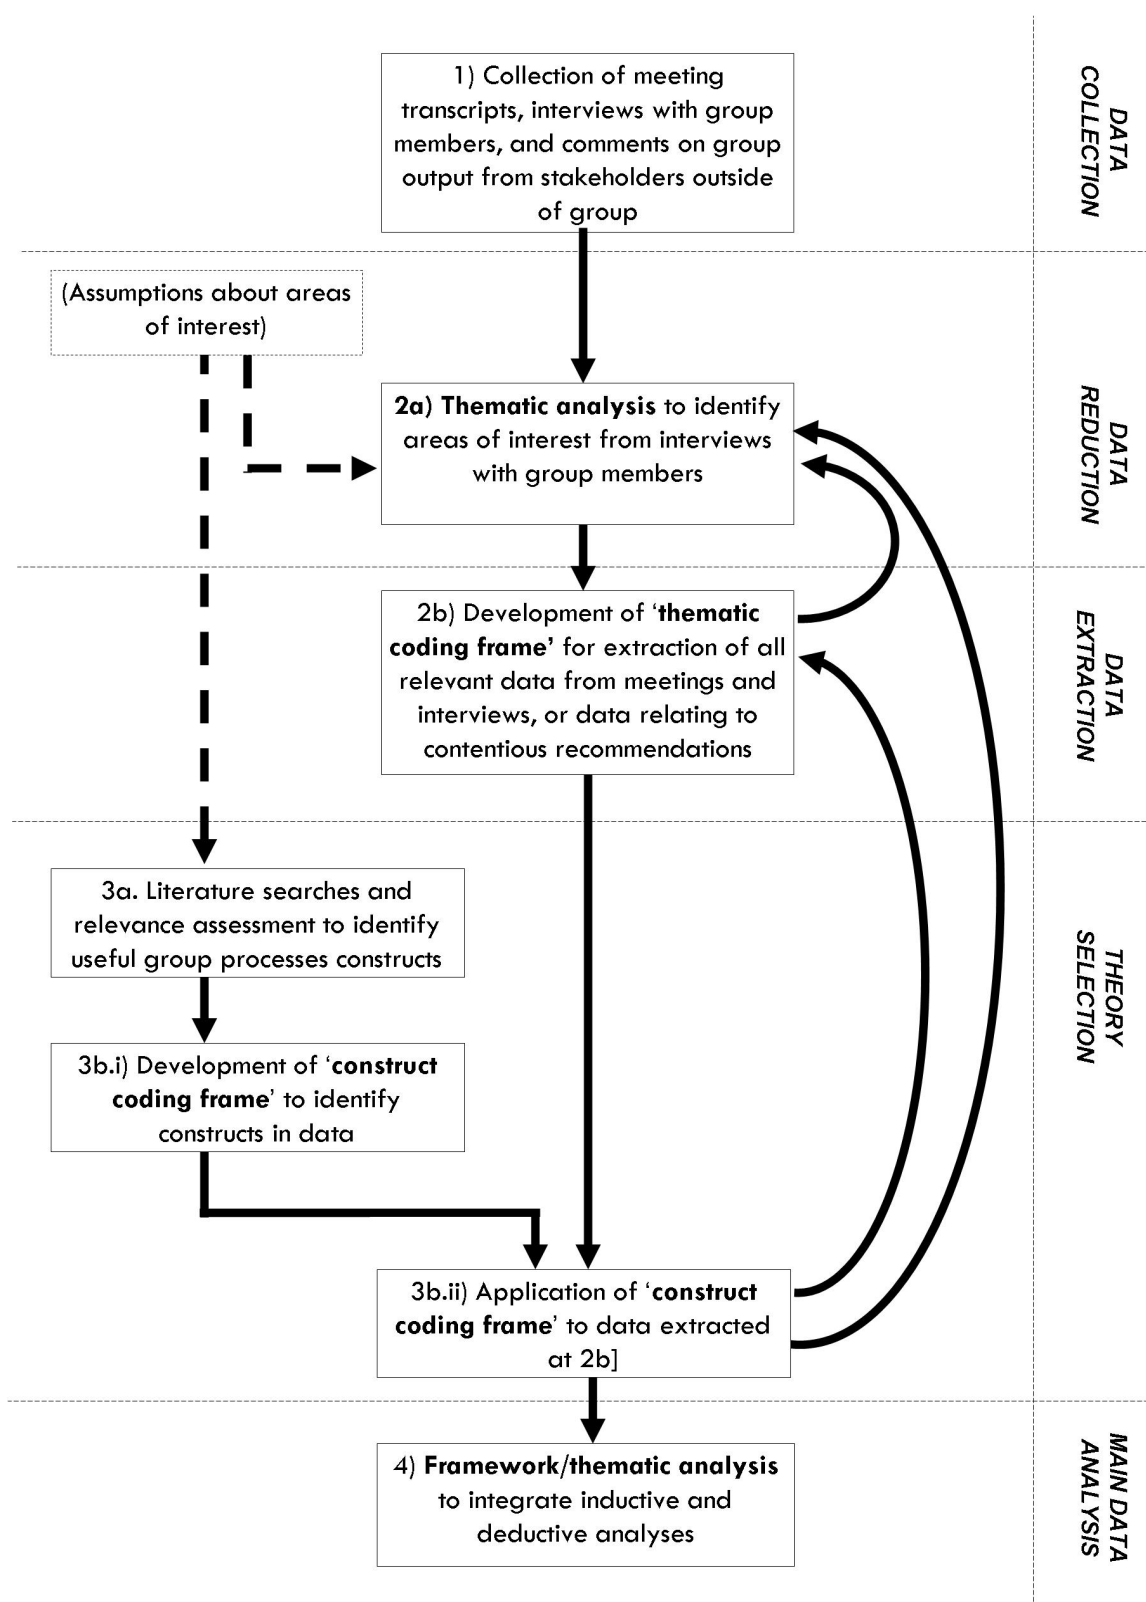 1) Collection of meeting
transcripts, interviews with group
members, and comments on group
output from stakeholders outside
of group
DATA
COLLECTION
(Assumptions about areas
of interest)
2a) Thematic analysis to identify
areas of interest from interviews
with group members
DATA
REDUCTION
2b) Development of ‘thematic
coding frame’ for extraction of all
relevant data from meetings and
interviews, or data relating to
contentious recommendations
DATA
EXTRACTION
3a. Literature searches and
relevance assessment to identify
useful group processes constructs
3b.i) Development of ‘construct
coding frame’ to identify
constructs in data
THEORY
SELECTION
3b.ii) Application of ‘construct
coding frame’ to data extracted
at 2b]
4) Framework/thematic analysis
to integrate inductive and
deductive analyses
MAIN DATA
ANALYSIS